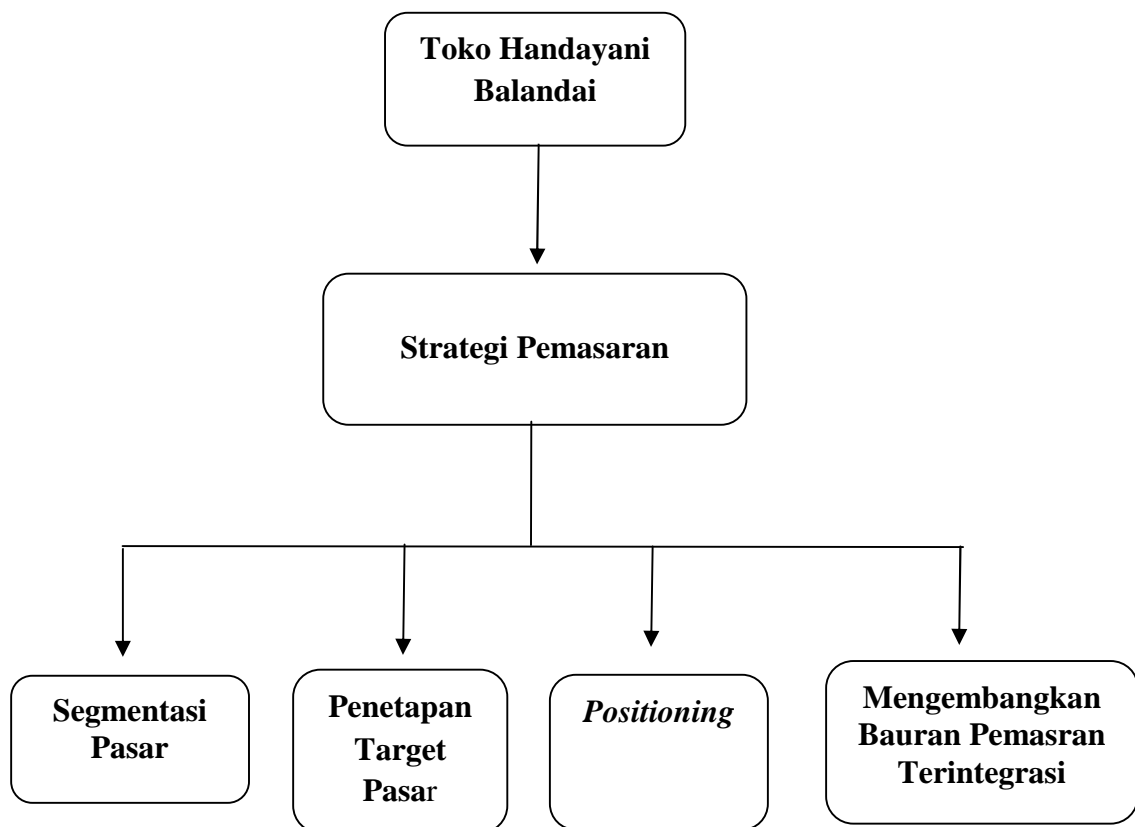 Toko Handayani
Balandai
Strategi Pemasaran
Segmentasi
Pasar
Penetapan
Target
Pasar
Positioning
Mengembangkan
Bauran Pemasran
Terintegrasi